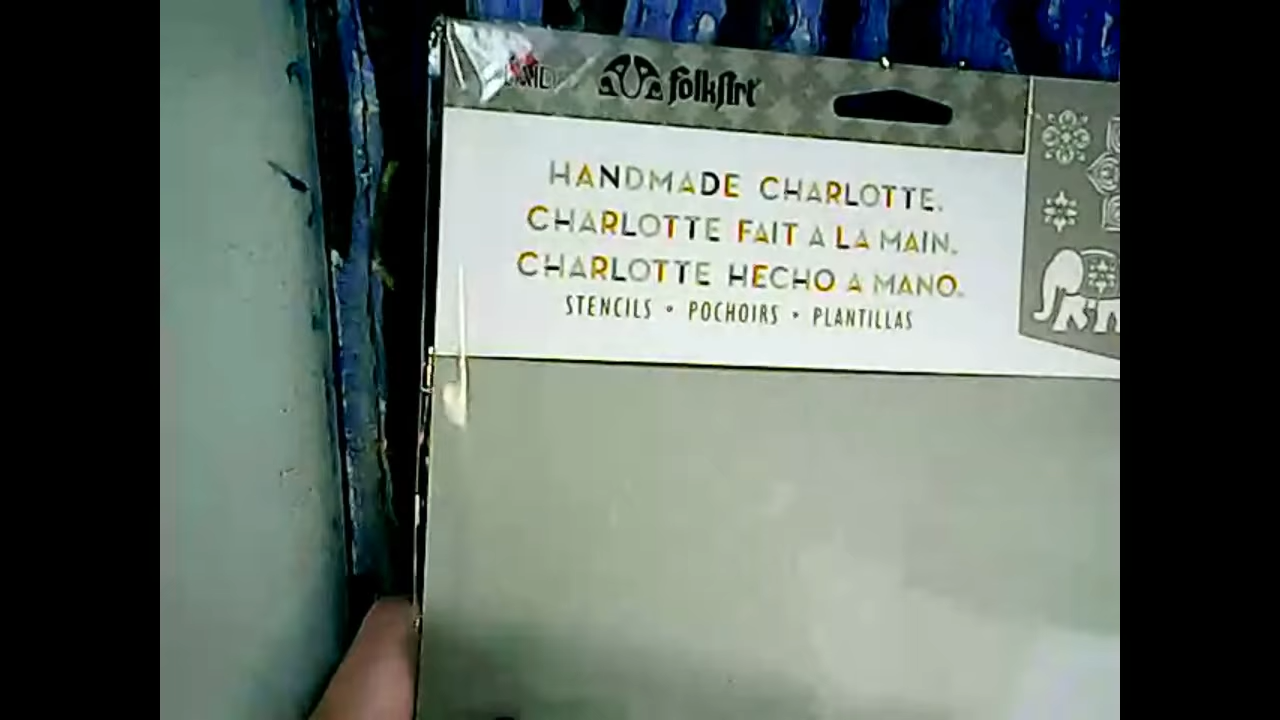 FolkArt
HANDMADE CHARLOTTE.
CHARLOTTE FAIT A LA MAIN.
CHARLOTTE HECHO A MANO.
STENCILS • POCHOIRS • PLANTILLAS